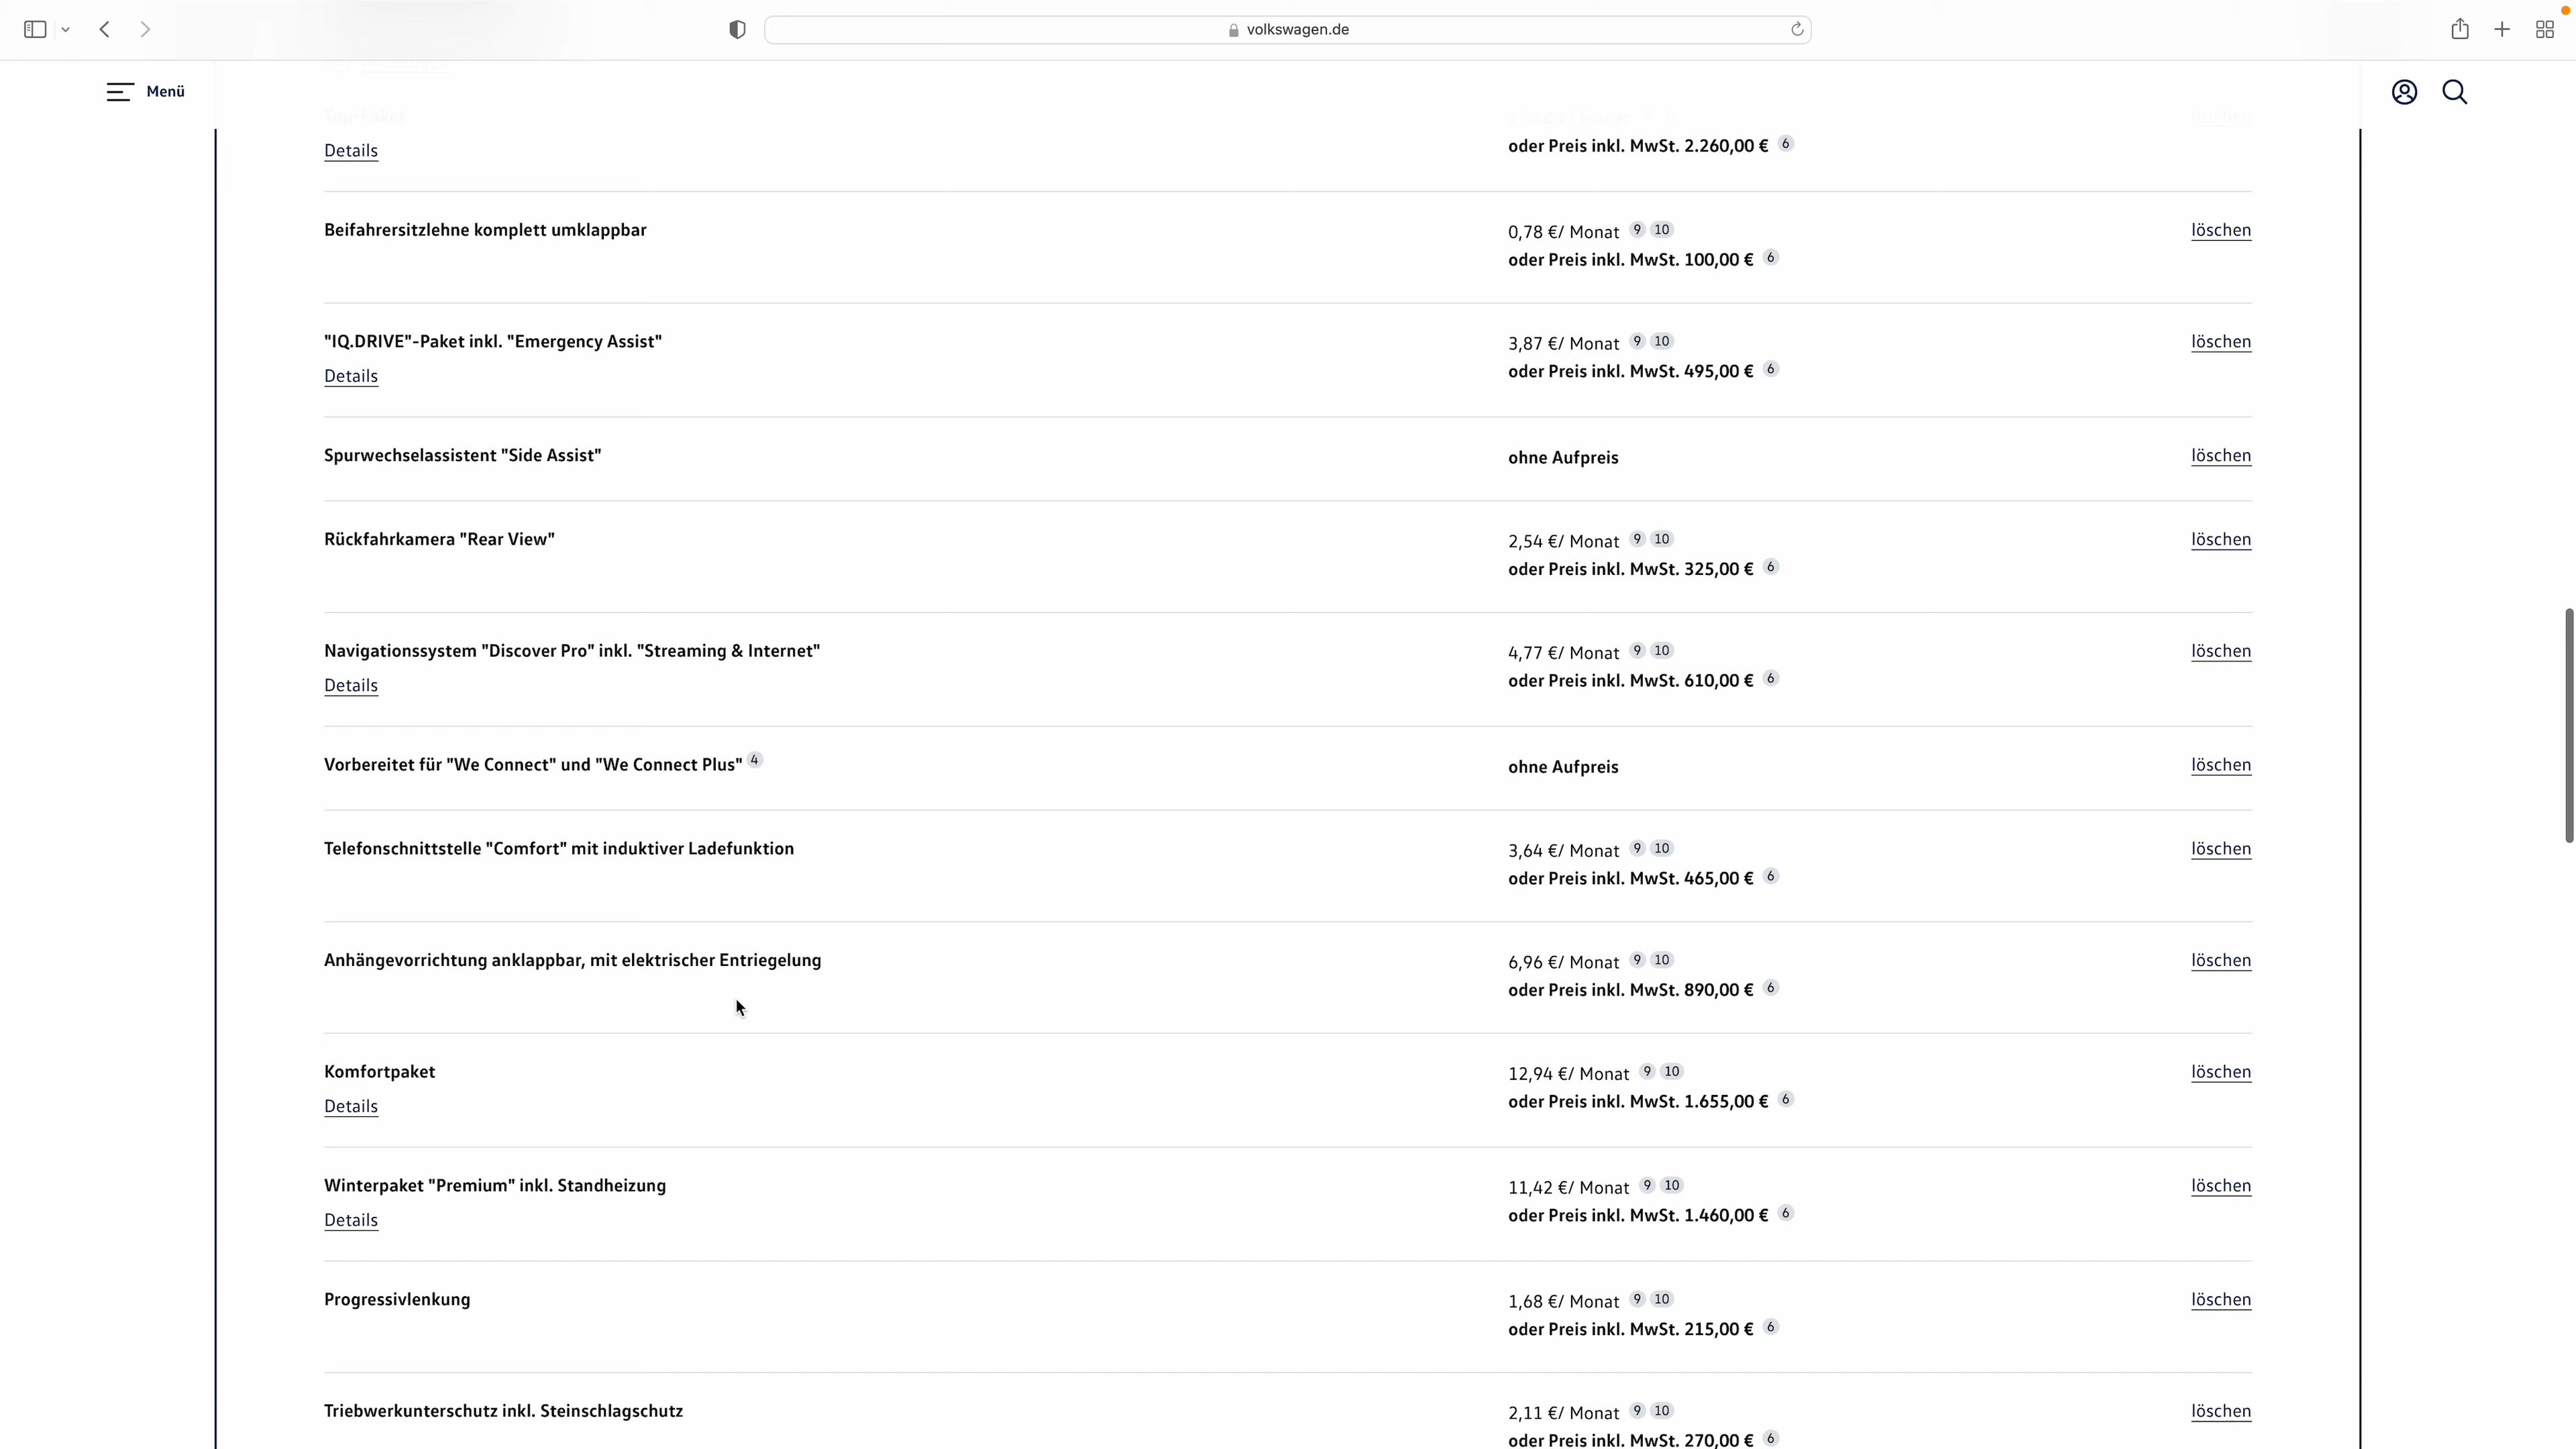 volkswagen.de
Menü
Top-Paket
Details
oder Preis inkl. MwSt. 2.260,00 € 6
Beifahrersitzlehne komplett umklappbar
0,78 €/ Monat 9 10
löschen
oder Preis inkl. MwSt. 100,00 € 6
"IQ.DRIVE"-Paket inkl. "Emergency Assist"
3,87 €/ Monat 9 10
löschen
Details
oder Preis inkl. MwSt. 495,00 € 6
Spurwechselassistent "Side Assist"
ohne Aufpreis
löschen
Rückfahrkamera "Rear View"
2,54 €/ Monat 9 10
löschen
oder Preis inkl. MwSt. 325,00 € 6
Navigationssystem "Discover Pro" inkl. "Streaming & Internet"
4,77 €/ Monat 9 10
löschen
Details
oder Preis inkl. MwSt. 610,00 € 6
Vorbereitet für "We Connect" und "We Connect Plus" 4
ohne Aufpreis
löschen
Telefonschnittstelle "Comfort" mit induktiver Ladefunktion
3,64 €/ Monat 9 10
löschen
oder Preis inkl. MwSt. 465,00 € 6
Anhängevorrichtung anklappbar, mit elektrischer Entriegelung
6,96 €/ Monat 9 10
löschen
oder Preis inkl. MwSt. 890,00 € 6
Komfortpaket
12,94 €/ Monat 9 10
löschen
Details
oder Preis inkl. MwSt. 1.655,00 € 6
Winterpaket "Premium" inkl. Standheizung
11,42 €/ Monat 9 10
löschen
Details
oder Preis inkl. MwSt. 1.460,00 € 6
Progressivlenkung
1,68 €/ Monat 9 10
löschen
oder Preis inkl. MwSt. 215,00 € 6
Triebwerkunterschutz inkl. Steinschlagschutz
2,11 €/ Monat 9 10
löschen
oder Preis inkl. MwSt. 270,00 € 6